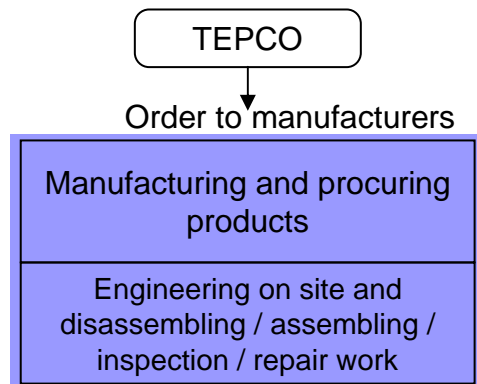 TEPCO
Order to manufacturers
Manufacturing and procuring
products
Engineering on site and
disassembling / assembling /
inspection / repair work